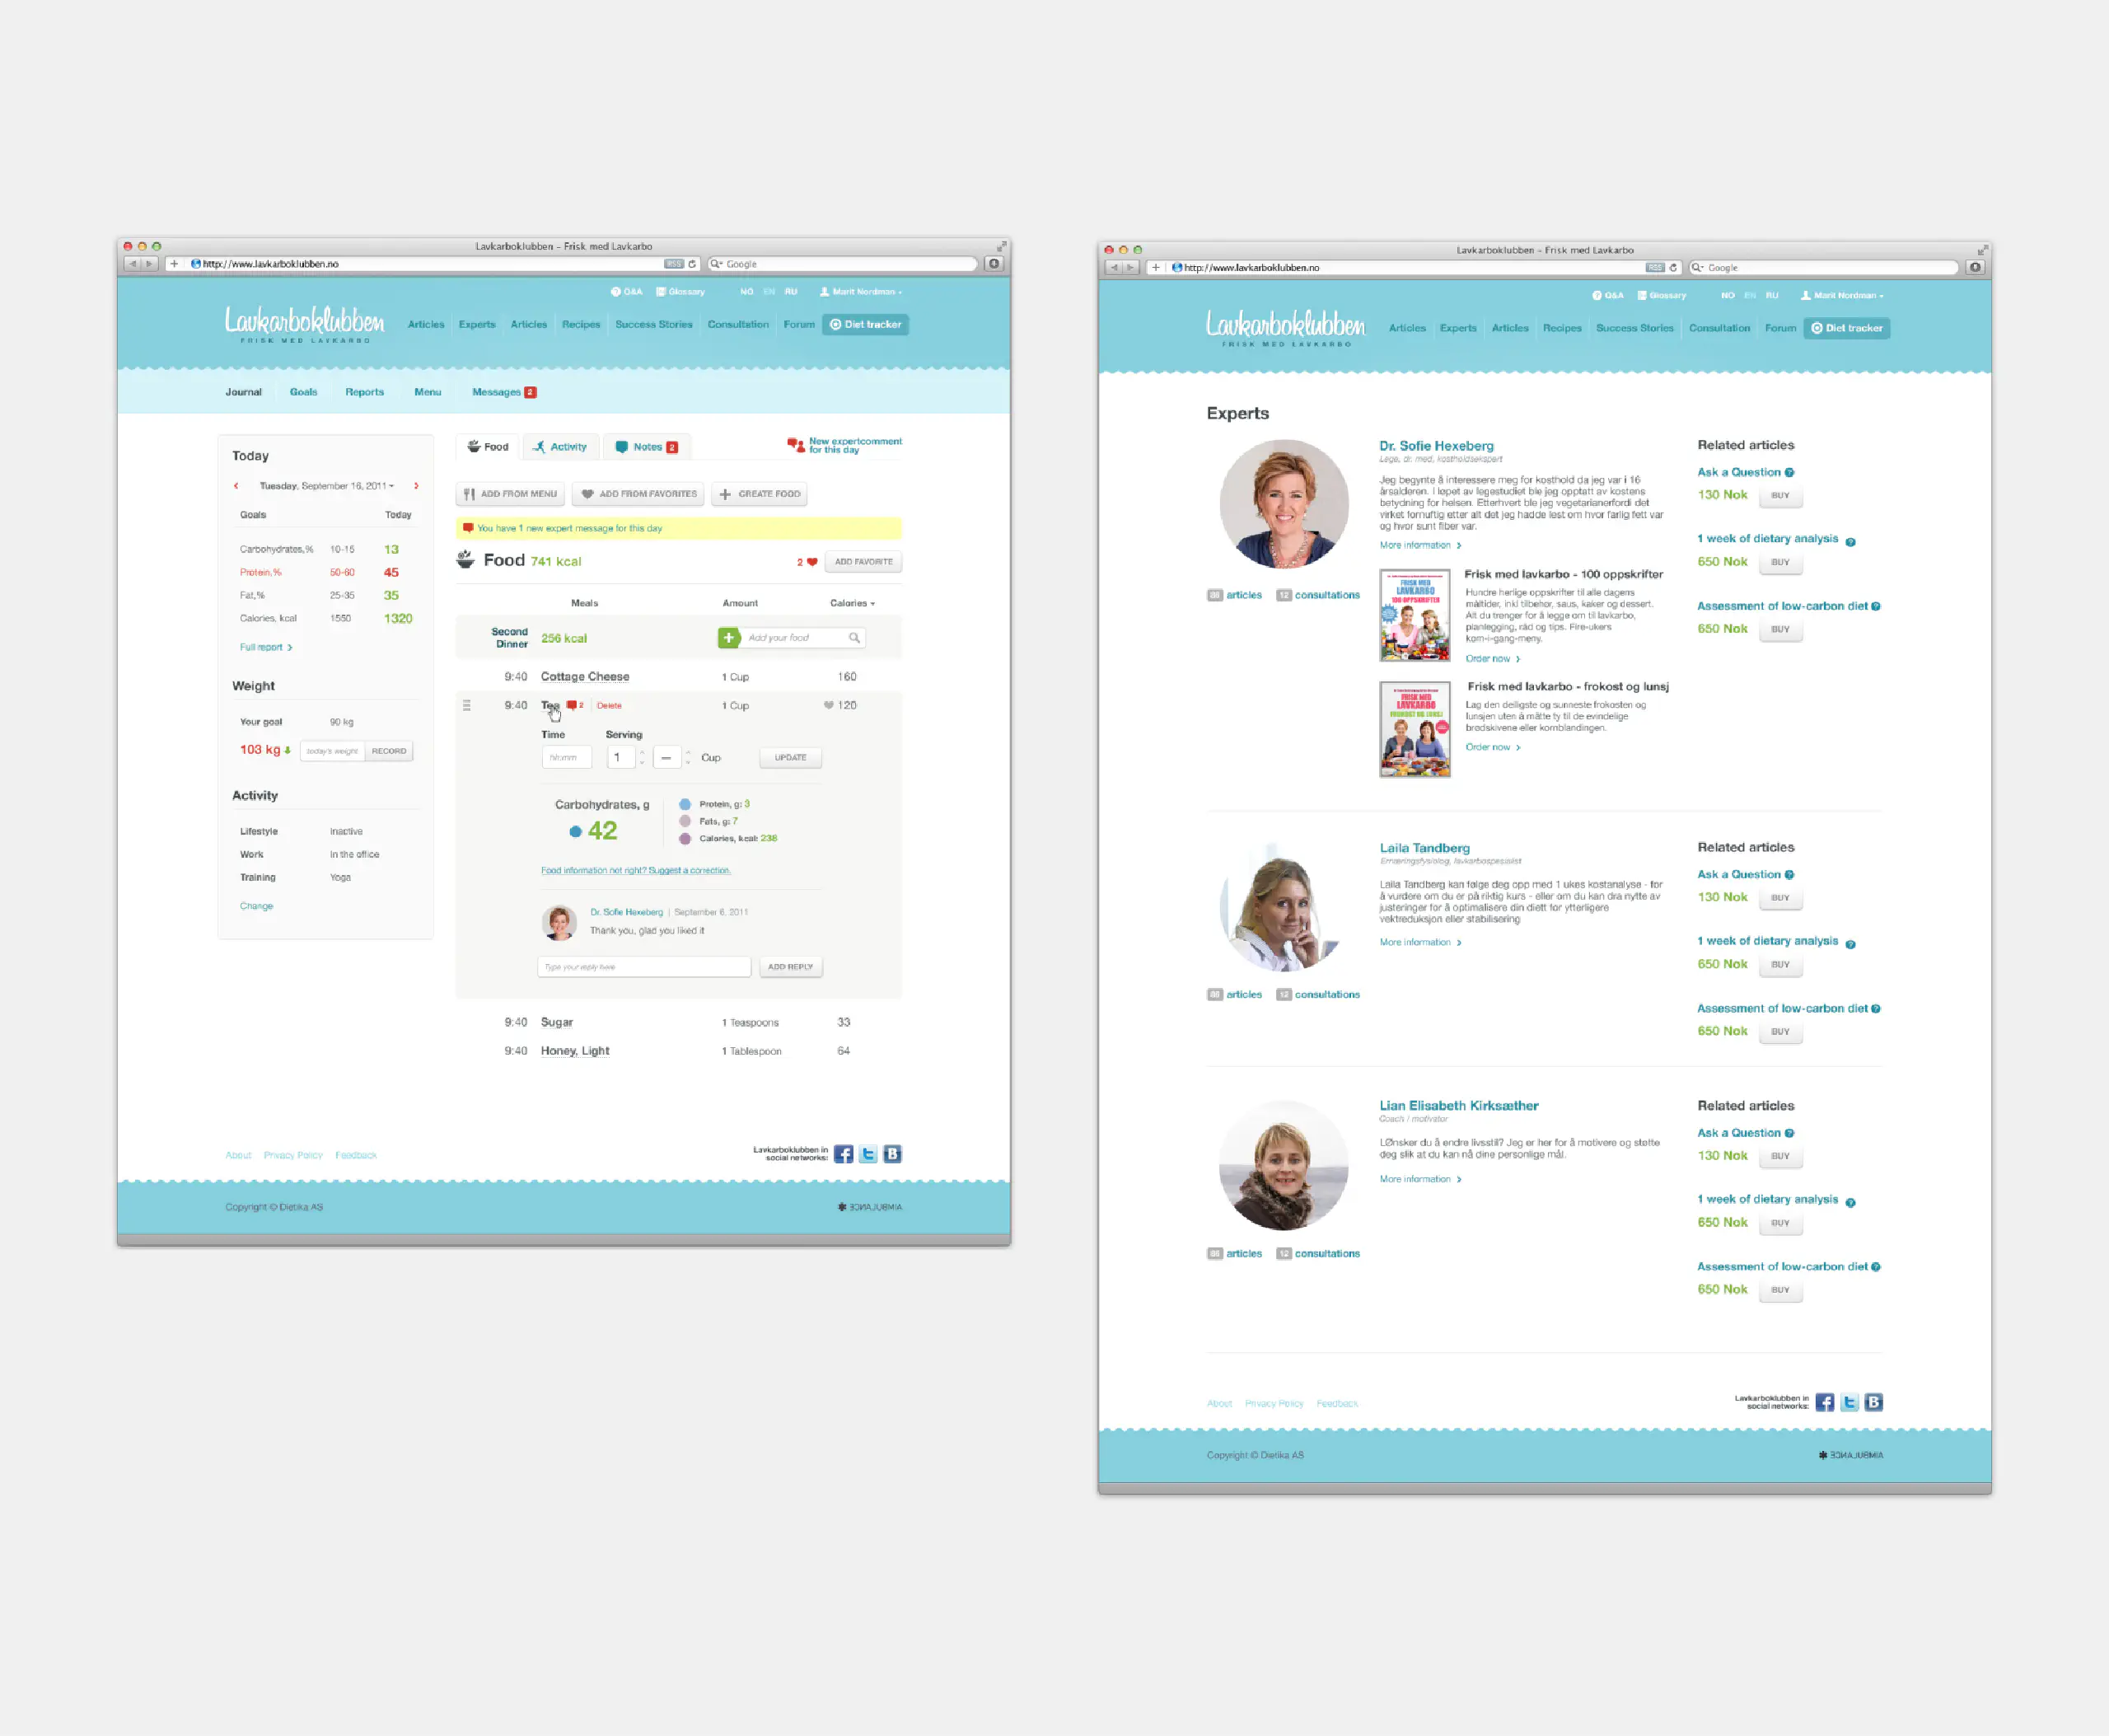 Lavkarboklubben – Frisk med Lavkarbo
http://www.lavkarboklubben.no
RSS
Google
Q&A
Glossary
NO EN RU
Marit Nordman
Lavkarboklubben
FRISK MED LAVKARBO
Articles
Experts
Articles
Recipes
Success Stories
Consultation
Forum
Diet tracker
Journal
Goals
Reports
Menu
Messages 2
Today
Tuesday, September 16, 2011
Goals Today
Carbohydrates,% 10-15 13
Protein,% 50-60 45
Fat,% 25-35 35
Calories, kcal 1550 1320
Full report
Weight
Your goal 90 kg
103 kg today's weight RECORD
Activity
Lifestyle Inactive
Work In the office
Training Yoga
Change
Food
Activity
Notes 2
New expertcomment
for this day
ADD FROM MENU
ADD FROM FAVORITES
CREATE FOOD
You have 1 new expert message for this day
Food 741 kcal
2
ADD FAVORITE
Meals Amount Calories
Second
Dinner
256 kcal
Add your food
9:40 Cottage Cheese 1 Cup 160
9:40 Tea 2 Delete 1 Cup 120
Time Serving
hh:mm 1 – Cup UPDATE
Carbohydrates, g
42
Protein, g: 3
Fats, g: 7
Calories, kcal: 238
Food information not right? Suggest a correction.
Dr. Sofie Hexeberg | September 6, 2011
Thank you, glad you liked it
Type your reply here
ADD REPLY
9:40 Sugar 1 Teaspoons 33
9:40 Honey, Light 1 Tablespoon 64
About Privacy Policy Feedback
Lavkarboklubben in
social networks:
f t B
Copyright © Dietika AS
AMBULANCE
Lavkarboklubben – Frisk med Lavkarbo
http://www.lavkarboklubben.no
RSS
Google
Q&A
Glossary
NO EN RU
Marit Nordman
Lavkarboklubben
FRISK MED LAVKARBO
Articles
Experts
Articles
Recipes
Success Stories
Consultation
Forum
Diet tracker
Experts
Dr. Sofie Hexeberg
Lege, dr. med, kostholdsekspert
Jeg begynte å interessere meg for kosthold da jeg var i 16
årsalderen. I løpet av legestudiet ble jeg opptatt av kostens
betydning for helsen. Etterhvert ble jeg vegetarianerfordi det
virket fornuftig etter alt det jeg hadde lest om hvor farlig fett var
og hvor sunt fiber var.
More information
articles
12 consultations
FRISK MED
LAVKARBO
100 OPPSKRIFTER
Frisk med lavkarbo - 100 oppskrifter
Hundre herlige oppskrifter til alle dagens
måltider, inkl tilbehør, saus, kaker og dessert.
Alt du trenger for å legge om til lavkarbo,
planlegging, råd og tips. Fire-ukers
kom-i-gang-meny.
Order now
FRISK MED
LAVKARBO
FROKOST OG LUNSJ
Frisk med lavkarbo - frokost og lunsj
Lag den deiligste og sunneste frokosten og
lunsjen uten å måtte ty til de evindelige
brødskivene eller kornblandingen.
Order now
Related articles
Ask a Question ?
130 Nok BUY
1 week of dietary analysis ?
650 Nok BUY
Assessment of low-carbon diet ?
650 Nok BUY
Laila Tandberg
Ernæringsfysiolog, lavkarbospesialist
Laila Tandberg kan følge deg opp med 1 ukes kostanalyse - for
å vurdere om du er på riktig kurs - eller om du kan dra nytte av
justeringer for å optimalisere din diett for ytterligere
vektreduksjon eller stabilisering
More information
articles
12 consultations
Related articles
Ask a Question ?
130 Nok BUY
1 week of dietary analysis ?
650 Nok BUY
Assessment of low-carbon diet ?
650 Nok BUY
Lian Elisabeth Kirksæther
Coach / motivator
LØnsker du å endre livsstil? Jeg er her for å motivere og støtte
deg slik at du kan nå dine personlige mål.
More information
articles
12 consultations
Related articles
Ask a Question ?
130 Nok BUY
1 week of dietary analysis ?
650 Nok BUY
Assessment of low-carbon diet ?
650 Nok BUY
About Privacy Policy Feedback
Lavkarboklubben in
social networks:
f t B
Copyright © Dietika AS
AMBULANCE